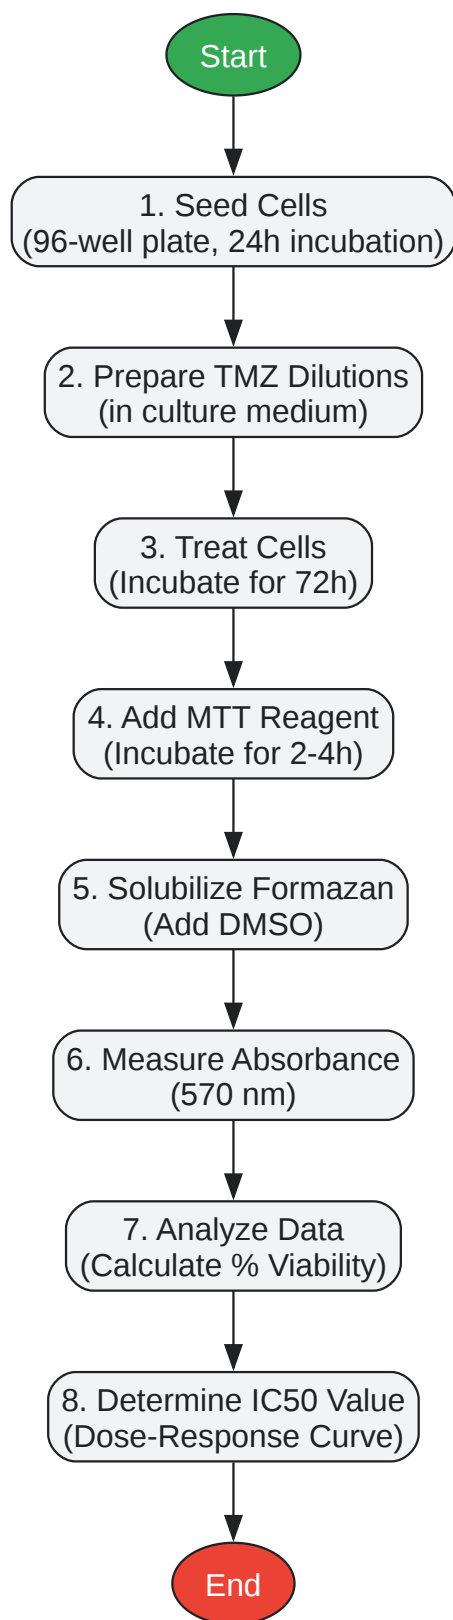 Start
1. Seed Cells
(96-well plate, 24h incubation)
2. Prepare TMZ Dilutions
(in culture medium)
3. Treat Cells
(Incubate for 72h)
4. Add MTT Reagent
(Incubate for 2-4h)
5. Solubilize Formazan
(Add DMSO)
6. Measure Absorbance
(570 nm)
7. Analyze Data
(Calculate % Viability)
8. Determine IC50 Value
(Dose-Response Curve)
End